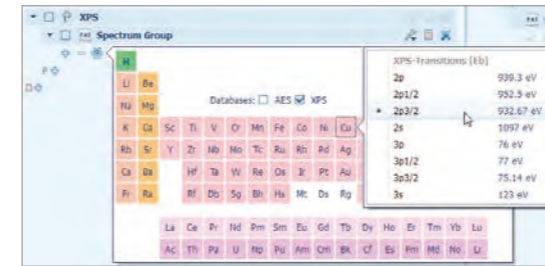 XPS
Spectrum Group
H
Li Be
Na Mg
Databases: AES XPS
K Ca Sc Ti V Cr Mn Fe Co Ni Cu
Rb Sr Y Zr Nb Mo Tc Ru Rh Pd Ag
Cs Ba Hf Ta W Re Os Ir Pt Au
Fr Ra Rf Db Sg Bh Hs Mt Ds Rg
La Ce Pr Nd Pm Sm Eu Gd Tb Dy Ho Er Tm Yb Lu
Ac Th Pa U Np Pu Am Cm Bk Cf Es Fm Md No Lr
XPS-Transitions [Eb]
2p 939.3 eV
2p1/2 952.5 eV
2p3/2 932.67 eV
2s 1097 eV
3p 76 eV
3p1/2 77 eV
3p3/2 75.14 eV
3s 123 eV